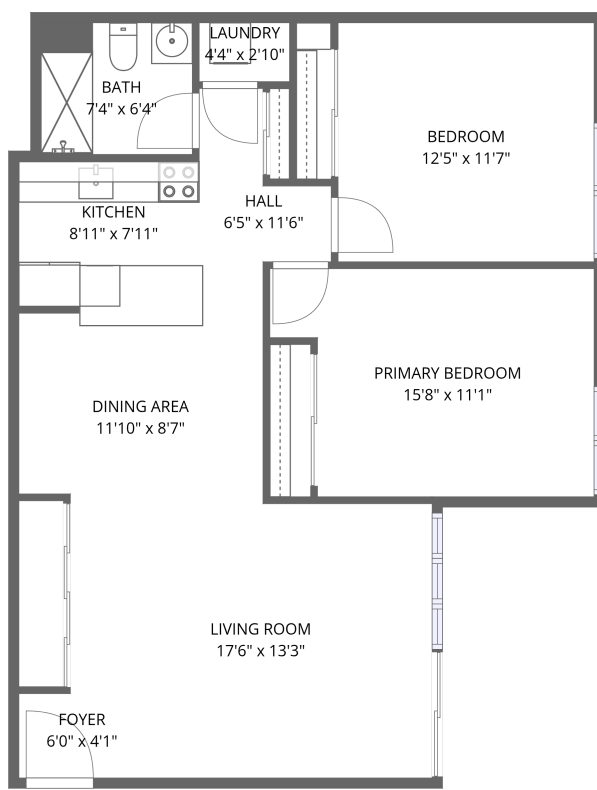 LAUNDRY
4'4" x 2'10"
BATH
7'4" x 6'4"
BEDROOM
12'5" x 11'7"
KITCHEN
8'11" x 7'11"
HALL
6'5" x 11'6"
PRIMARY BEDROOM
15'8" x 11'1"
DINING AREA
11'10" x 8'7"
LIVING ROOM
17'6" x 13'3"
FOYER
6'0" x 4'1"